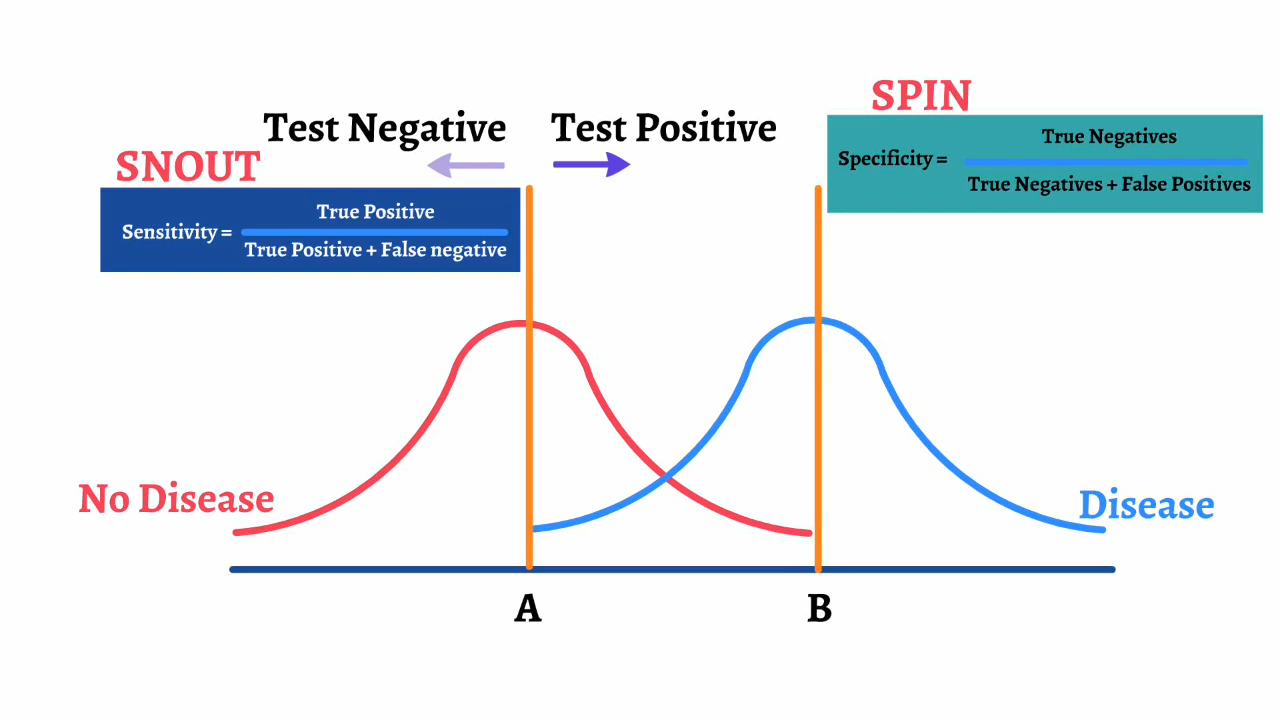 SPIN
Test Negative
Test Positive
SNOUT
Specificity =
True Negatives
True Negatives + False Positives
Sensitivity =
True Positive
True Positive + False negative
No Disease
Disease
A
B